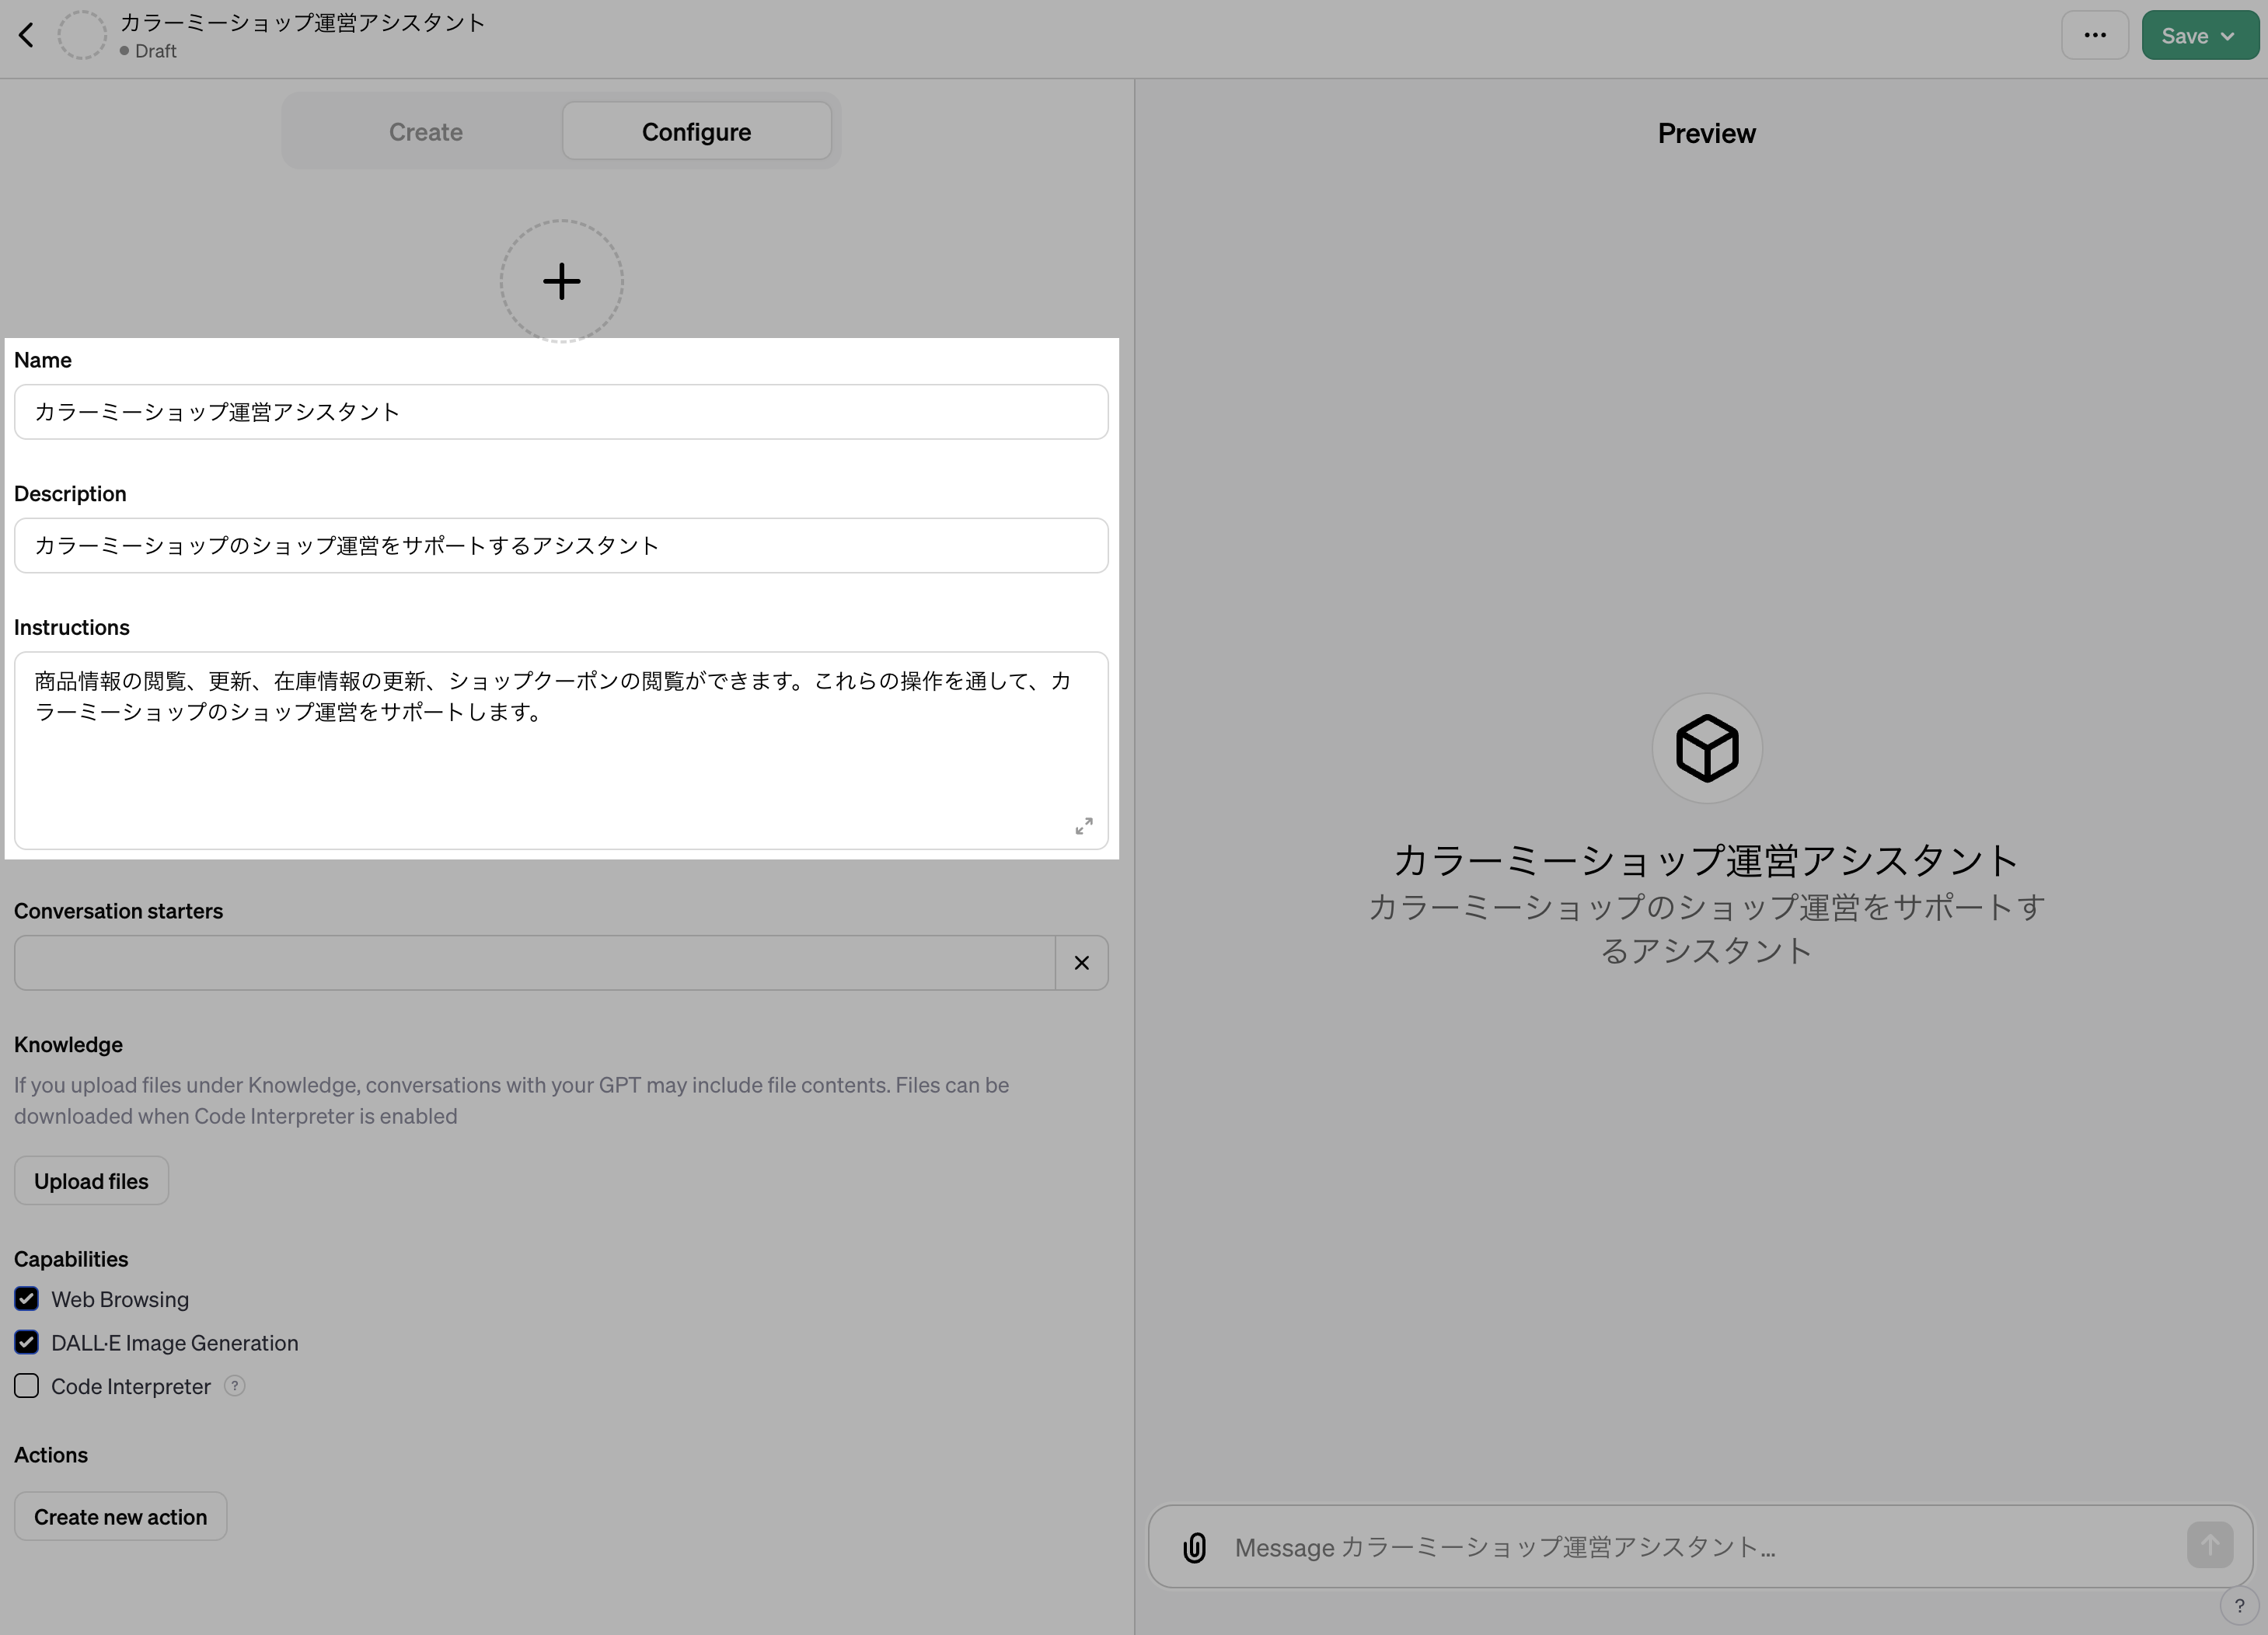 カラーミーショップ運営アシスタント
Draft
Save
Create
Configure
Preview
Name
カラーミーショップ運営アシスタント
Description
カラーミーショップのショップ運営をサポートするアシスタント
Instructions
商品情報の閲覧、更新、在庫情報の更新、ショップクーポンの閲覧ができます。これらの操作を通して、カ
ラーミーショップのショップ運営をサポートします。
Conversation starters
Knowledge
If you upload files under Knowledge, conversations with your GPT may include file contents. Files can be
downloaded when Code Interpreter is enabled
Upload files
Capabilities
Web Browsing
DALL·E Image Generation
Code Interpreter ?
Actions
Create new action
カラーミーショップ運営アシスタント
カラーミーショップのショップ運営をサポートす
るアシスタント
Message カラーミーショップ運営アシスタント...
?